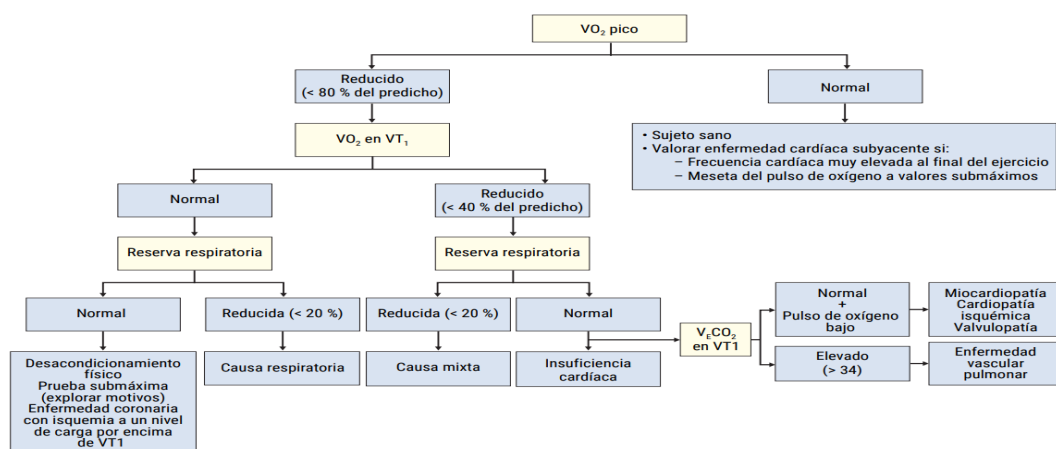 VO₂ pico
Reducido
(< 80 % del predicho)
Normal
VO₂ en VT₁
• Sujeto sano
• Valorar enfermedad cardíaca subyacente si:
– Frecuencia cardíaca muy elevada al final del ejercicio
– Meseta del pulso de oxígeno a valores submáximos
Normal
Reducido
(< 40 % del predicho)
Reserva respiratoria
Reserva respiratoria
Normal
Reducida (< 20 %)
Reducida (< 20 %)
Normal
Desacondicionamiento
físico
Prueba submáxima
(explorar motivos)
Enfermedad coronaria
con isquemia a un nivel
de carga por encima
de VT1
Causa respiratoria
Causa mixta
Insuficiencia
cardíaca
VₑCO₂
en VT1
Normal
+
Pulso de oxígeno
bajo
Miocardiopatía
Cardiopatía
isquémica
Valvulopatía
Elevado
(> 34)
Enfermedad
vascular
pulmonar